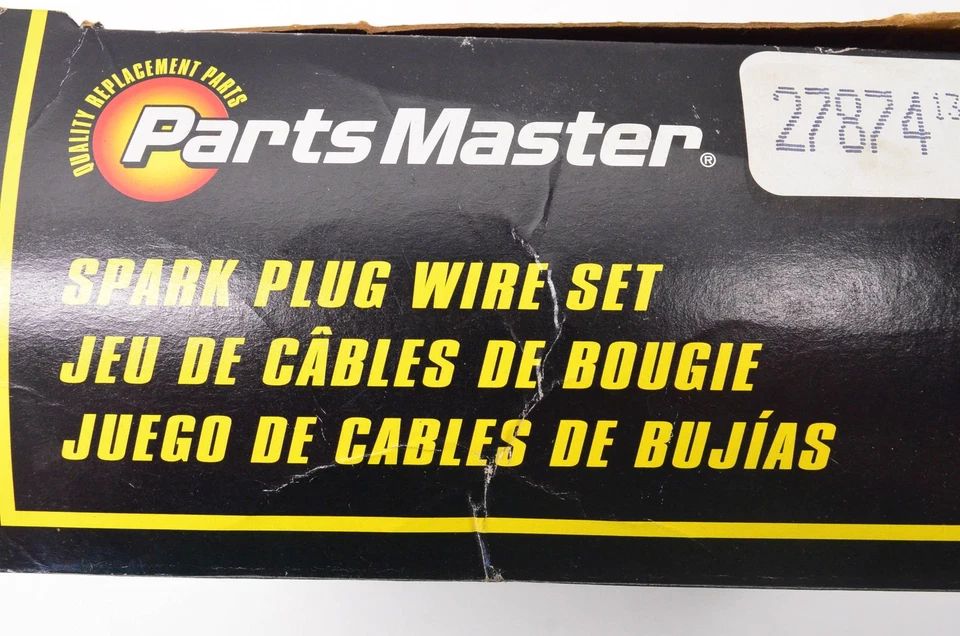 QUALITY REPLACEMENT PARTS
Parts Master®
27874
SPARK PLUG WIRE SET
JEU DE CÂBLES DE BOUGIE
JUEGO DE CABLES DE BUJÍAS